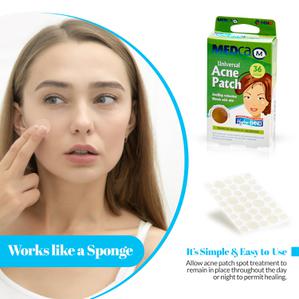 MEDca M
Universal
Acne
Patch
36
Works like a Sponge
It's Simple & Easy to Use
Allow acne patch spot treatment to
remain in place throughout the day
or night to permit healing.